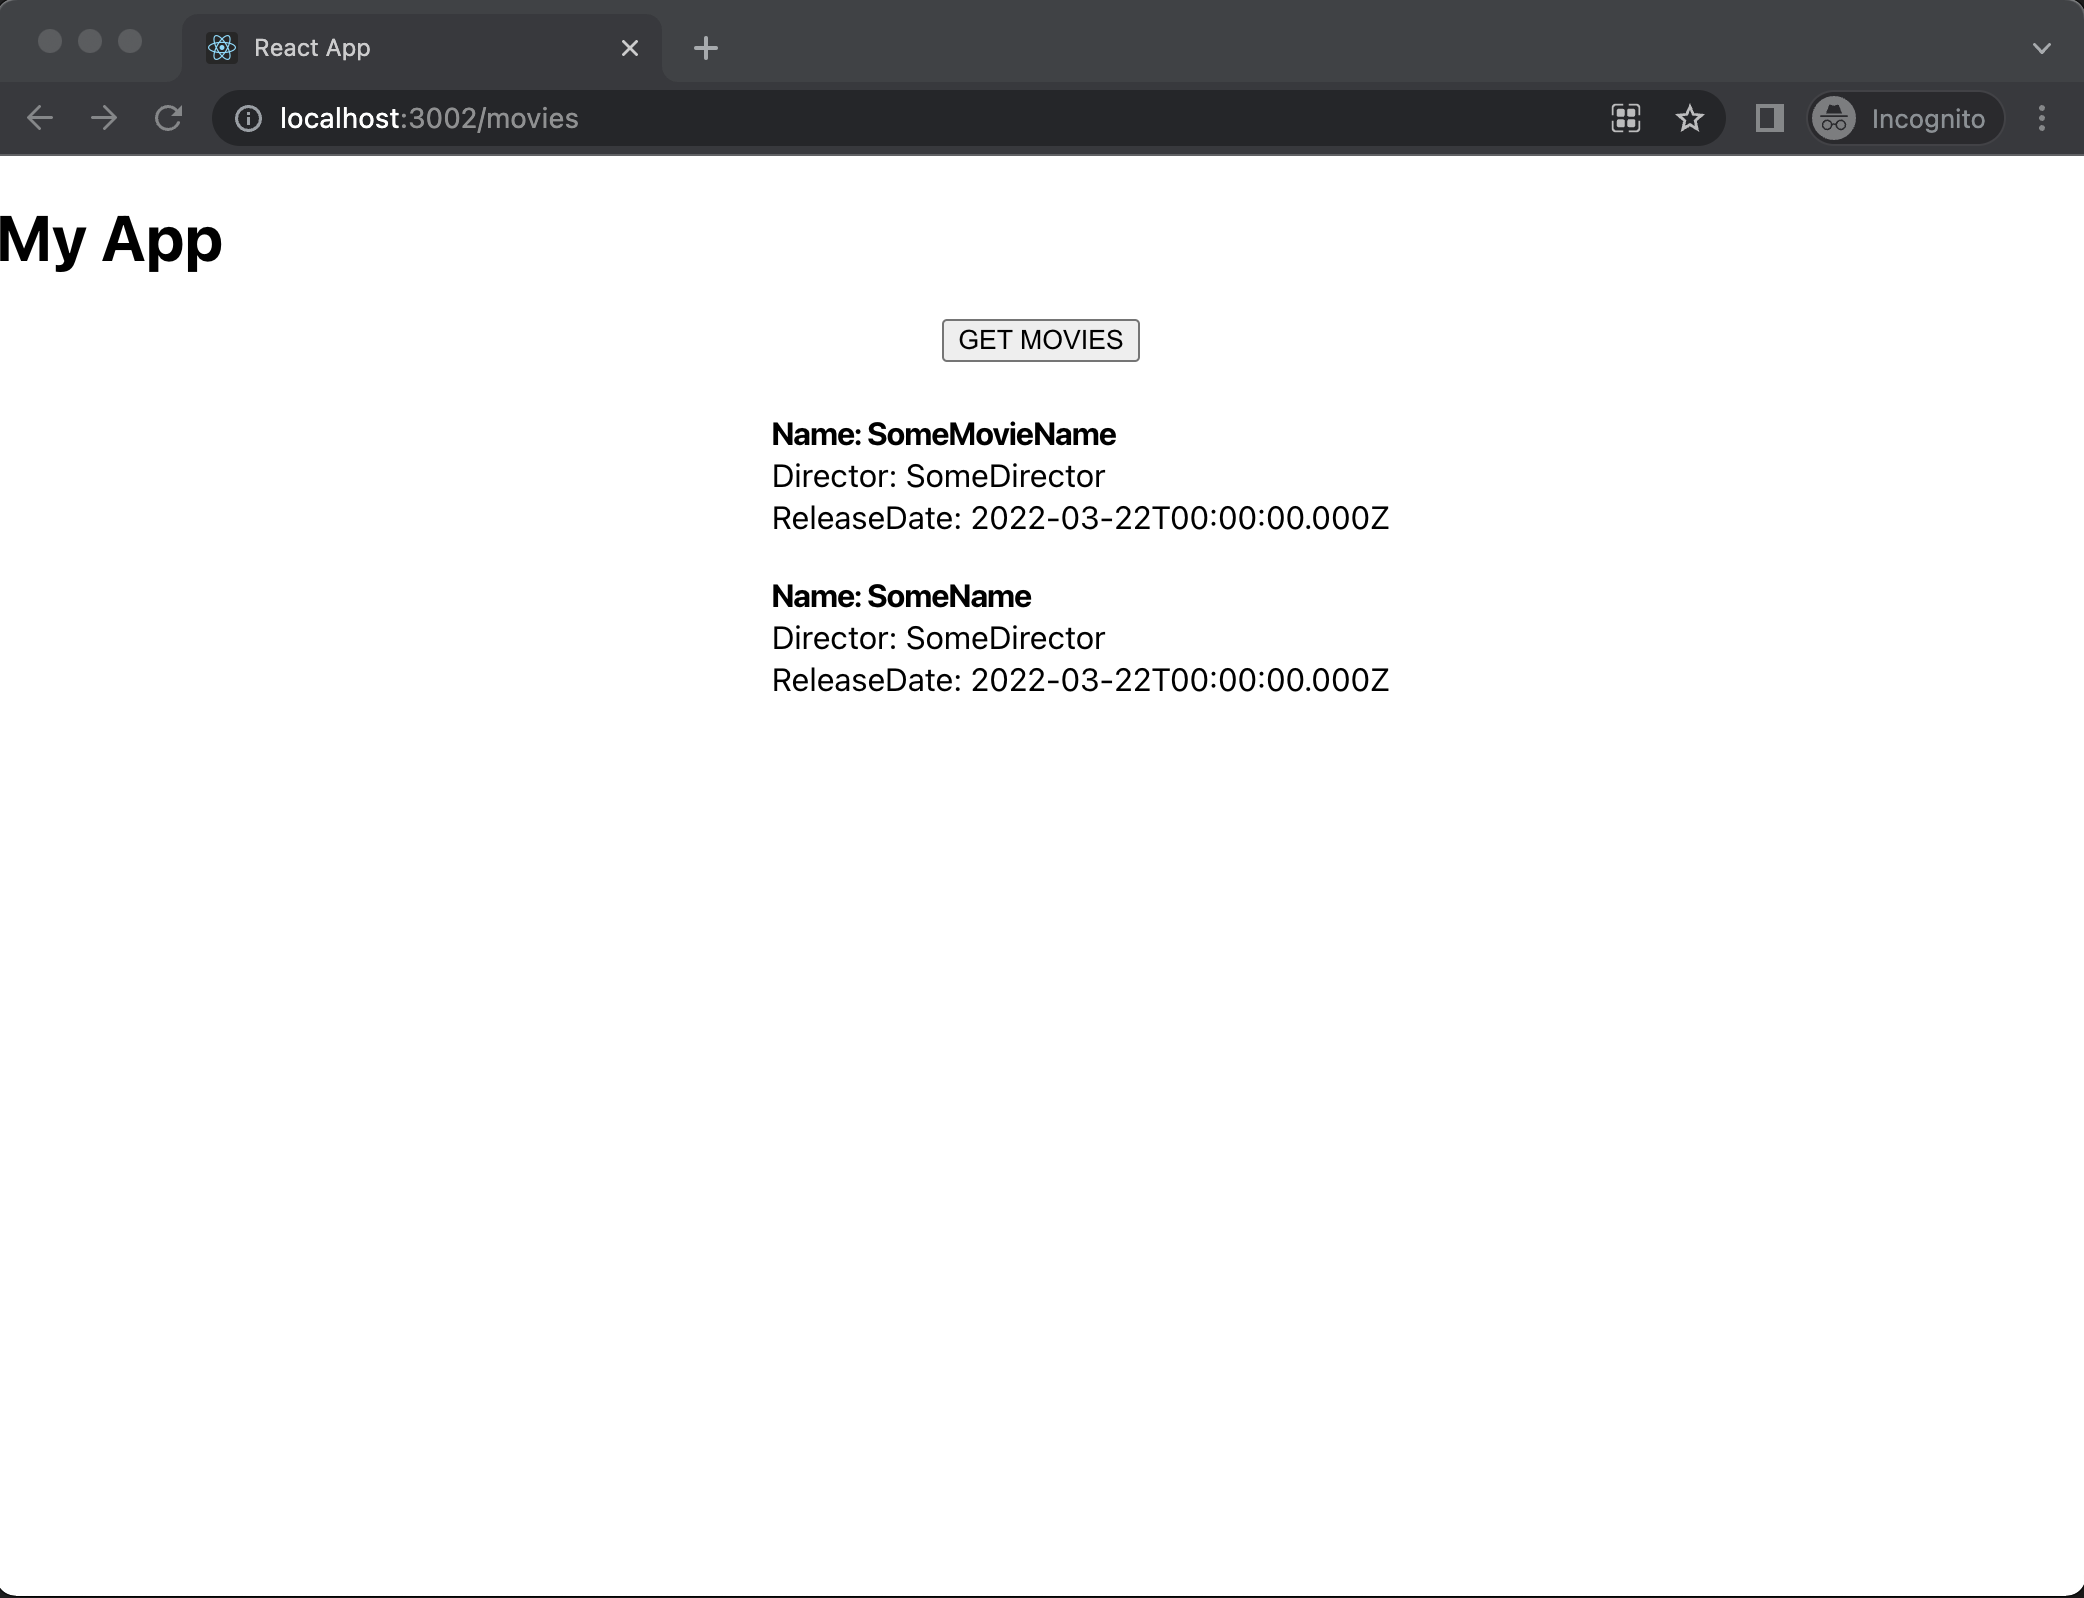 React App
localhost:3002/movies
Incognito
My App
GET MOVIES
Name: SomeMovieName
Director: SomeDirector
ReleaseDate: 2022-03-22T00:00:00.000Z
Name: SomeName
Director: SomeDirector
ReleaseDate: 2022-03-22T00:00:00.000Z